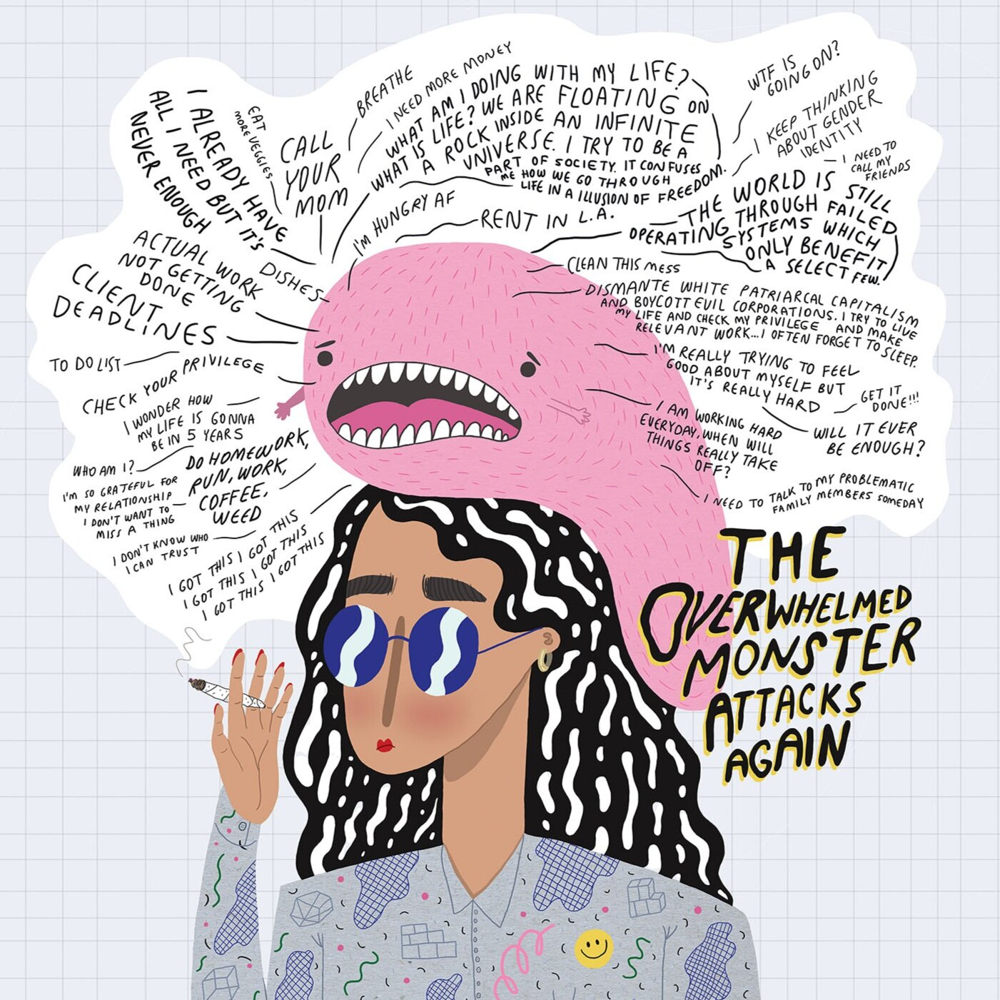 I ALREADY HAVE
ALL I NEED BUT IT'S
NEVER ENOUGH
EAT
MORE VEGGIES
CALL
YOUR
MOM
BREATHE
I NEED MORE MONEY
WHAT AM I DOING WITH MY LIFE?
WHAT IS LIFE? WE ARE FLOATING ON
A ROCK INSIDE AN INFINITE
UNIVERSE. I TRY TO BE A
PART OF SOCIETY. IT CONFUSES
ME HOW WE GO THROUGH
LIFE IN A ILLUSION OF FREEDOM.
WTF IS
GOING ON?
I KEEP THINKING
ABOUT GENDER
IDENTITY
I NEED TO
CALL MY
FRIENDS
I'M HUNGRY AF
RENT IN L.A.
THE WORLD IS STILL
OPERATING THROUGH FAILED
SYSTEMS WHICH
ONLY BENEFIT
A SELECT FEW.
DISHES
ACTUAL WORK
NOT GETTING
DONE
CLIENT
DEADLINES
TO DO LIST
CHECK YOUR PRIVILEGE
I WONDER HOW
MY LIFE IS GONNA
BE IN 5 YEARS
WHO AM I?
DO HOMEWORK,
RUN, WORK,
COFFEE,
WEED
I'M SO GRATEFUL FOR
MY RELATIONSHIP
I DON'T WANT TO
MISS A THING
I DON'T KNOW WHO
I CAN TRUST
I GOT THIS I GOT THIS
I GOT THIS I GOT THIS
I GOT THIS I GOT THIS
CLEAN THIS MESS
DISMANTE WHITE PATRIARCAL CAPITALISM
AND BOYCOTT EVIL CORPORATIONS. I TRY TO LIVE
MY LIFE AND CHECK MY PRIVILEGE AND MAKE
RELEVANT WORK...I OFTEN FORGET TO SLEEP.
I'M REALLY TRYING TO FEEL
GOOD ABOUT MYSELF BUT
IT'S REALLY HARD
GET IT
DONE!!!
WILL IT EVER
BE ENOUGH?
I AM WORKING HARD
EVERYDAY, WHEN WILL
THINGS REALLY TAKE
OFF?
I NEED TO TALK TO MY PROBLEMATIC
FAMILY MEMBERS SOMEDAY
THE
OVERWHELMED
MONSTER
ATTACKS
AGAIN